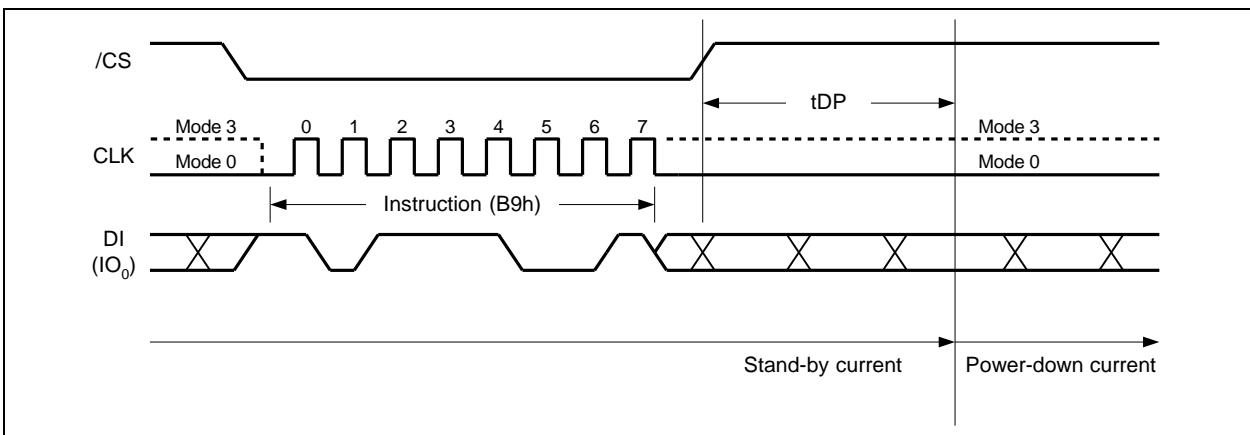 /CS
tDP
Mode 3
0 1 2 3 4 5 6 7
Mode 3
CLK
Mode 0
Mode 0
Instruction (B9h)
DI
(IO₀)
Stand-by current
Power-down current